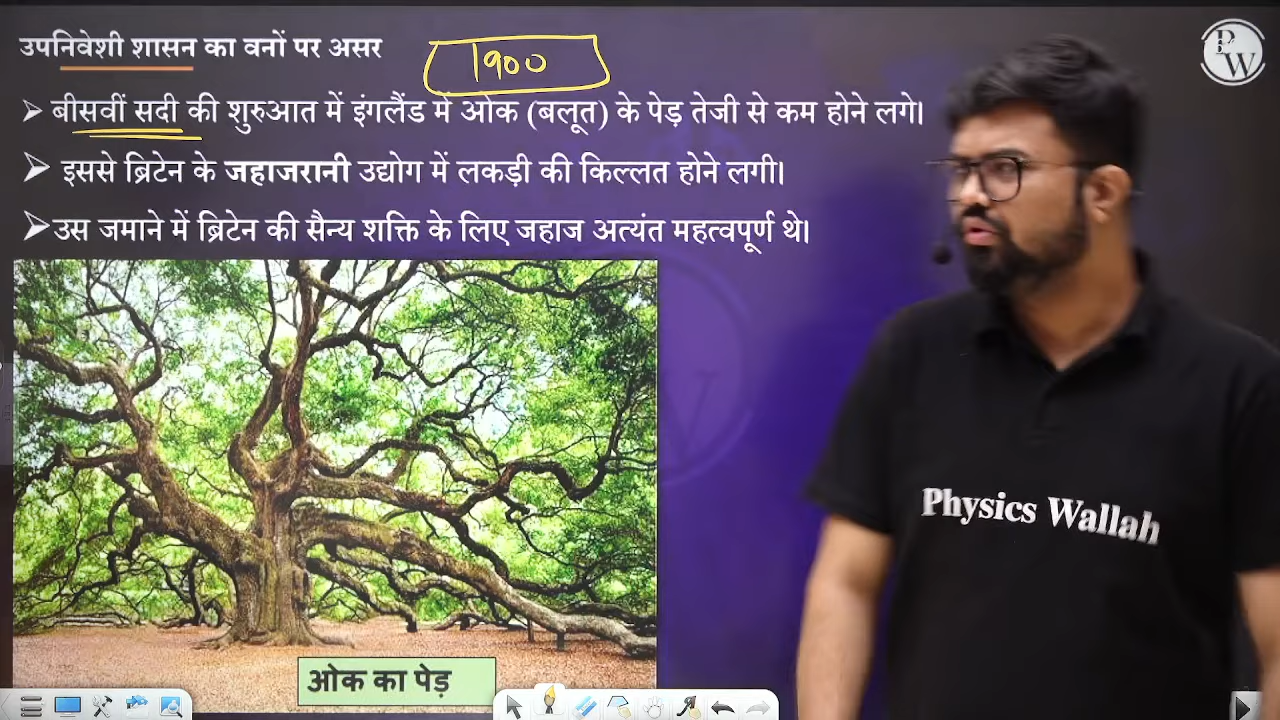 उपनिवेशी शासन का वनों पर असर
1900
PW
➢ बीसवीं सदी की शुरुआत में इंगलैंड में ओक (बलूत) के पेड़ तेजी से कम होने लगे।
➢ इससे ब्रिटेन के जहाजरानी उद्योग में लकड़ी की किल्लत होने लगी।
➢ उस जमाने में ब्रिटेन की सैन्य शक्ति के लिए जहाज अत्यंत महत्वपूर्ण थे।
Physics Wallah
ओक का पेड़